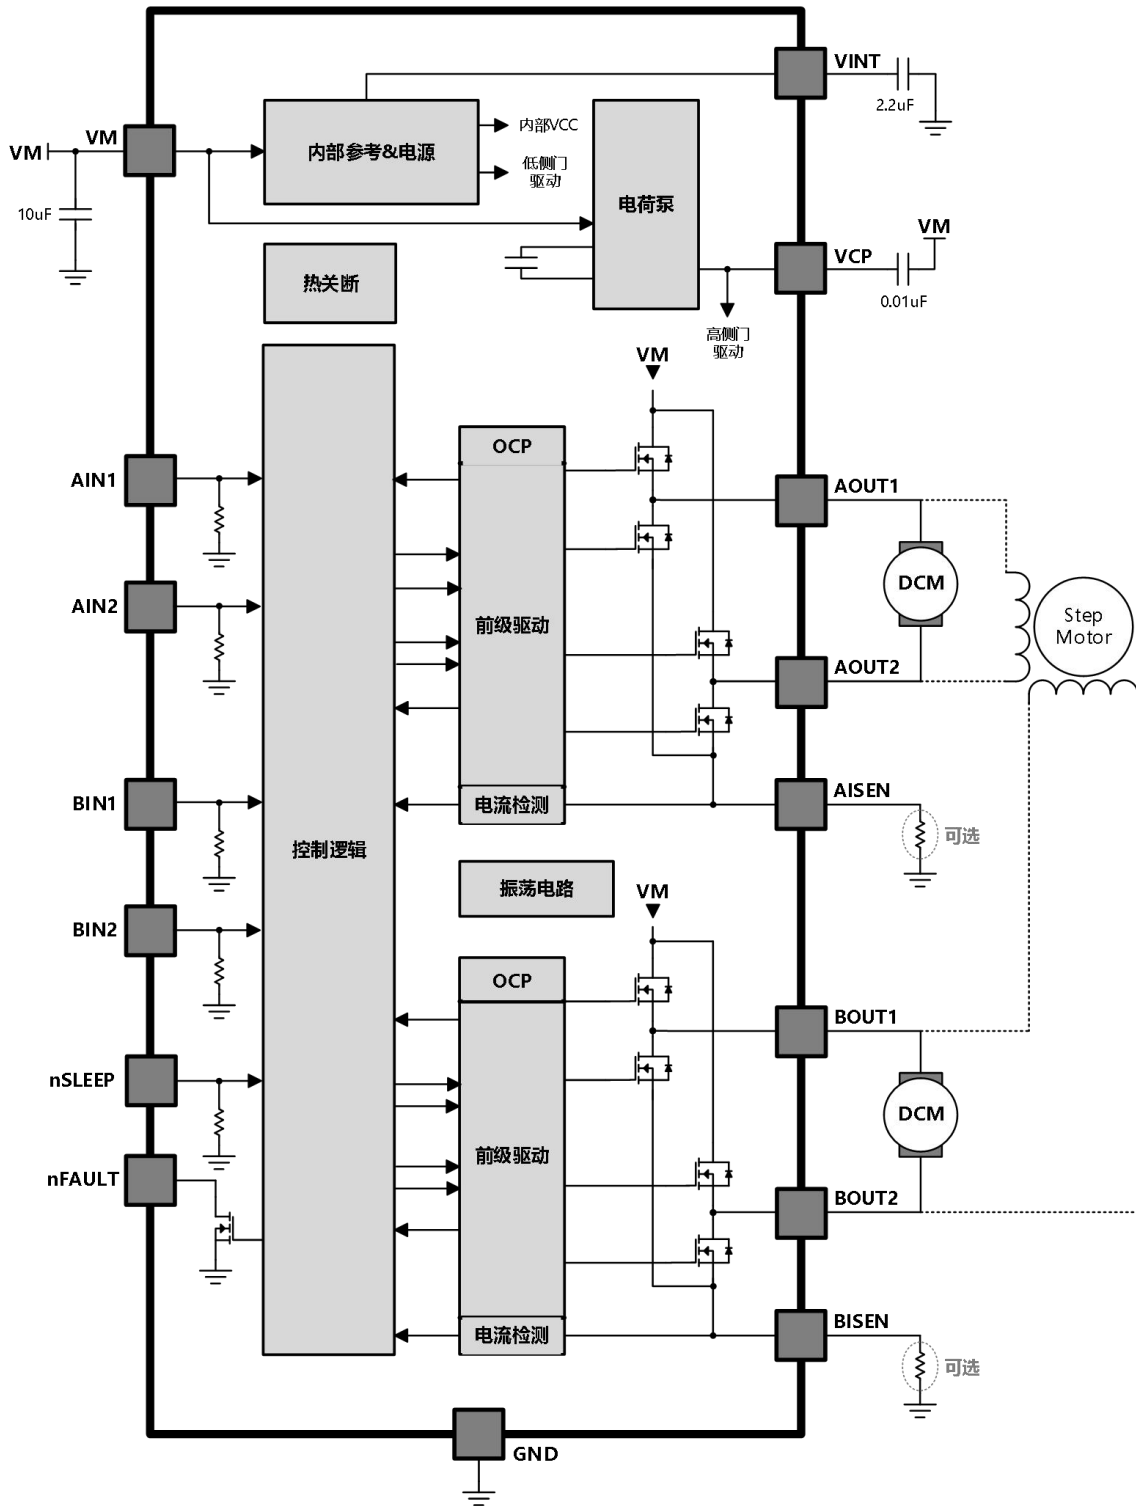 VINT
2.2uF
VM
VM
内部参考&电源
内部VCC
低侧门
驱动
10uF
电荷泵
VM
VCP
0.01uF
热关断
高侧门
驱动
VM
OCP
AIN1
AOUT1
DCM
Step
Motor
AIN2
前级驱动
AOUT2
AISEN
BIN1
电流检测
可选
控制逻辑
振荡电路
VM
BIN2
OCP
BOUT1
nSLEEP
DCM
前级驱动
nFAULT
BOUT2
BISEN
电流检测
可选
GND